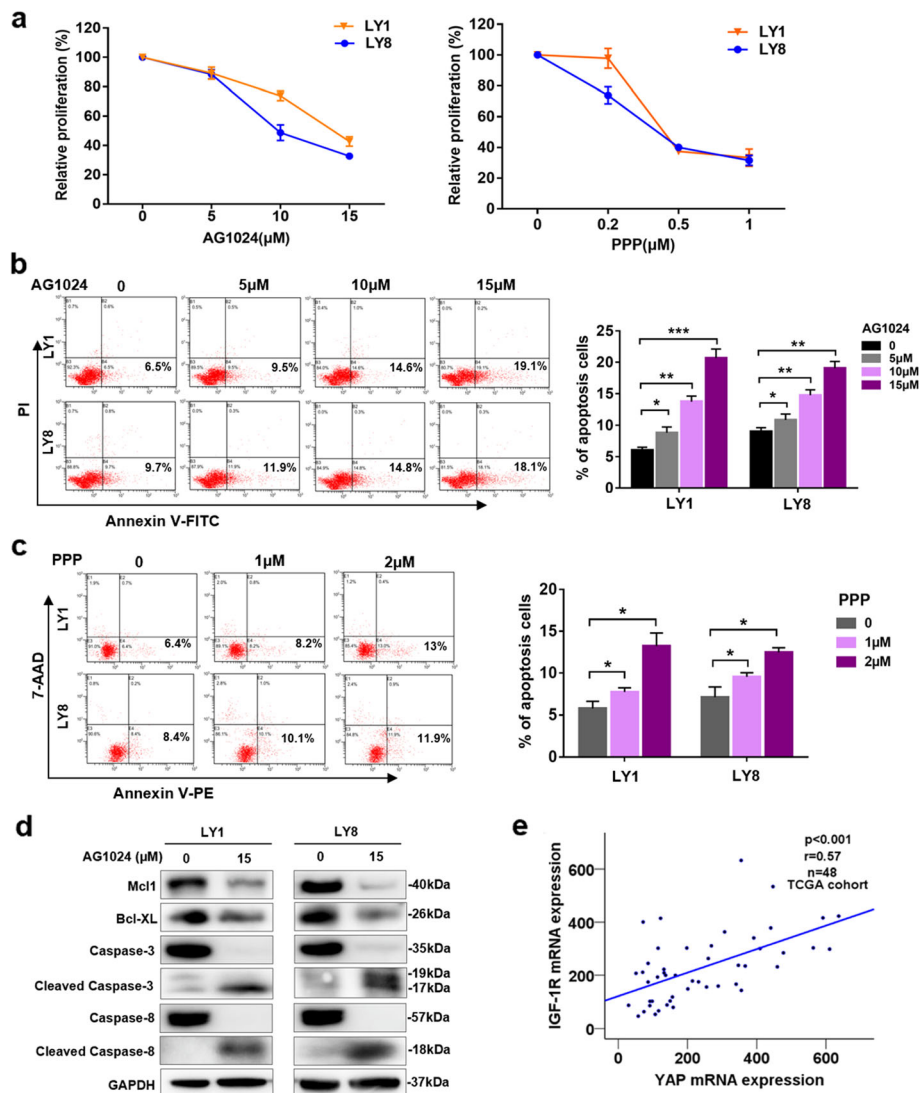 a
Relative proliferation (%)
120
100
80
60
40
20
0
0
5
10
15
AG1024(μM)
LY1
LY8
Relative proliferation (%)
120
100
80
60
40
20
0
0
0.2
0.5
1
PPP(μM)
LY1
LY8
b
AG1024
0
5μM
10μM
15μM
LY1
6.5%
9.5%
14.6%
19.1%
LY8
9.7%
11.9%
14.8%
18.1%
PI
Annexin V-FITC
% of apoptosis cells
25
20
15
10
5
0
* ** ***
* ** **
LY1
LY8
AG1024
0
5μM
10μM
15μM
c
PPP
0
1μM
2μM
LY1
6.4%
8.2%
13%
LY8
8.4%
10.1%
11.9%
7-AAD
Annexin V-PE
% of apoptosis cells
20
15
10
5
0
* *
* *
LY1
LY8
PPP
0
1μM
2μM
d
LY1
LY8
AG1024 (μM)
0
15
0
15
Mcl1
-40kDa
Bcl-XL
-26kDa
Caspase-3
-35kDa
Cleaved Caspase-3
-19kDa
-17kDa
Caspase-8
-57kDa
Cleaved Caspase-8
-18kDa
GAPDH
-37kDa
e
p<0.001
r=0.57
n=48
TCGA cohort
IGF-1R mRNA expression
600
400
200
0
0
200
400
600
YAP mRNA expression